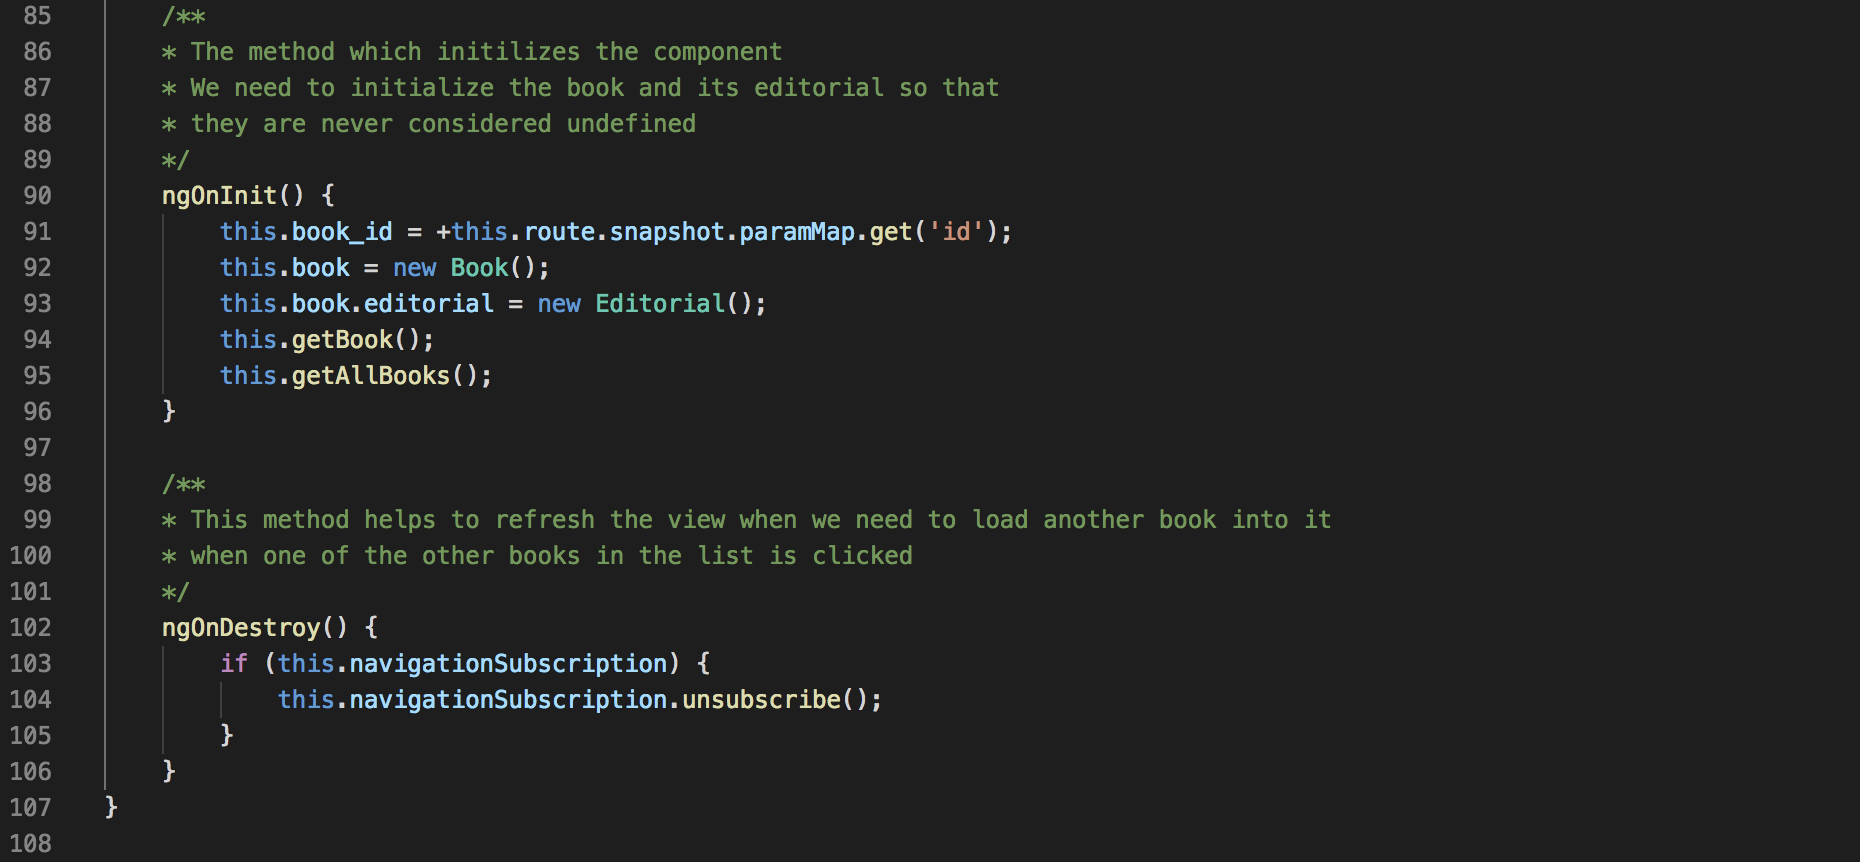 85 /**
86 * The method which initilizes the component
87 * We need to initialize the book and its editorial so that
88 * they are never considered undefined
89 */
90 ngOnInit() {
91 this.book_id = +this.route.snapshot.paramMap.get('id');
92 this.book = new Book();
93 this.book.editorial = new Editorial();
94 this.getBook();
95 this.getAllBooks();
96 }
97
98 /**
99 * This method helps to refresh the view when we need to load another book into it
100 * when one of the other books in the list is clicked
101 */
102 ngOnDestroy() {
103 if (this.navigationSubscription) {
104 this.navigationSubscription.unsubscribe();
105 }
106 }
107 }
108